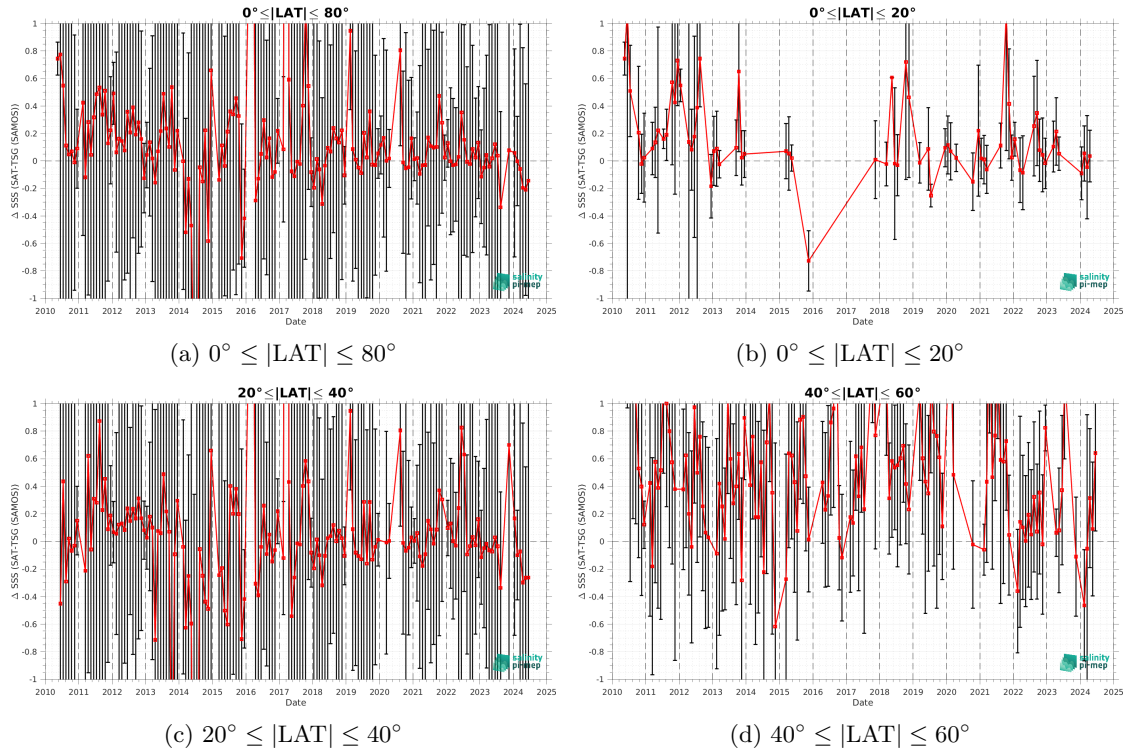 0°≤|LAT|≤ 80°
Δ SSS (SAT-TSG (SAMOS))
1
0.8
0.6
0.4
0.2
0
-0.2
-0.4
-0.6
-0.8
-1
2010 2011 2012 2013 2014 2015 2016 2017 2018 2019 2020 2021 2022 2023 2024 2025
Date
salinity
pi-mep
(a) 0° ≤ |LAT| ≤ 80°
0°≤|LAT|≤ 20°
Δ SSS (SAT-TSG (SAMOS))
1
0.8
0.6
0.4
0.2
0
-0.2
-0.4
-0.6
-0.8
-1
2010 2011 2012 2013 2014 2015 2016 2017 2018 2019 2020 2021 2022 2023 2024 2025
Date
salinity
pi-mep
(b) 0° ≤ |LAT| ≤ 20°
20°≤|LAT|≤ 40°
Δ SSS (SAT-TSG (SAMOS))
1
0.8
0.6
0.4
0.2
0
-0.2
-0.4
-0.6
-0.8
-1
2010 2011 2012 2013 2014 2015 2016 2017 2018 2019 2020 2021 2022 2023 2024 2025
Date
salinity
pi-mep
(c) 20° ≤ |LAT| ≤ 40°
40°≤|LAT|≤ 60°
Δ SSS (SAT-TSG (SAMOS))
1
0.8
0.6
0.4
0.2
0
-0.2
-0.4
-0.6
-0.8
-1
2010 2011 2012 2013 2014 2015 2016 2017 2018 2019 2020 2021 2022 2023 2024 2025
Date
salinity
pi-mep
(d) 40° ≤ |LAT| ≤ 60°